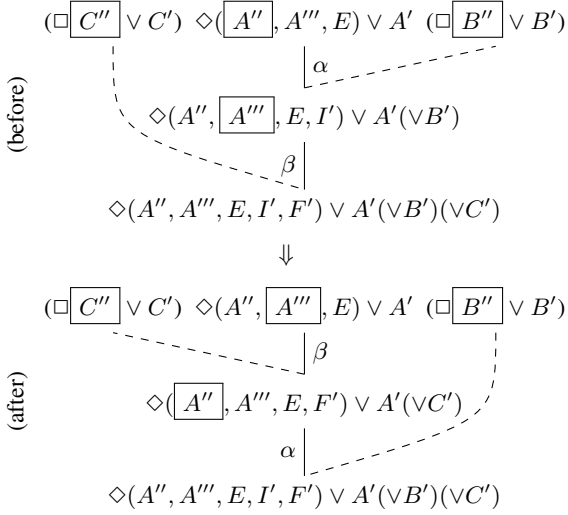 (before)
(□ C″ ∨ C′) ◇( A″ , A‴, E) ∨ A′ (□ B″ ∨ B′)
α
◇(A″, A‴ , E, I′) ∨ A′(∨B′)
β
◇(A″, A‴, E, I′, F′) ∨ A′(∨B′)(∨C′)
⇓
(after)
(□ C″ ∨ C′) ◇(A″, A‴ , E) ∨ A′ (□ B″ ∨ B′)
β
◇( A″ , A‴, E, F′) ∨ A′(∨C′)
α
◇(A″, A‴, E, I′, F′) ∨ A′(∨B′)(∨C′)